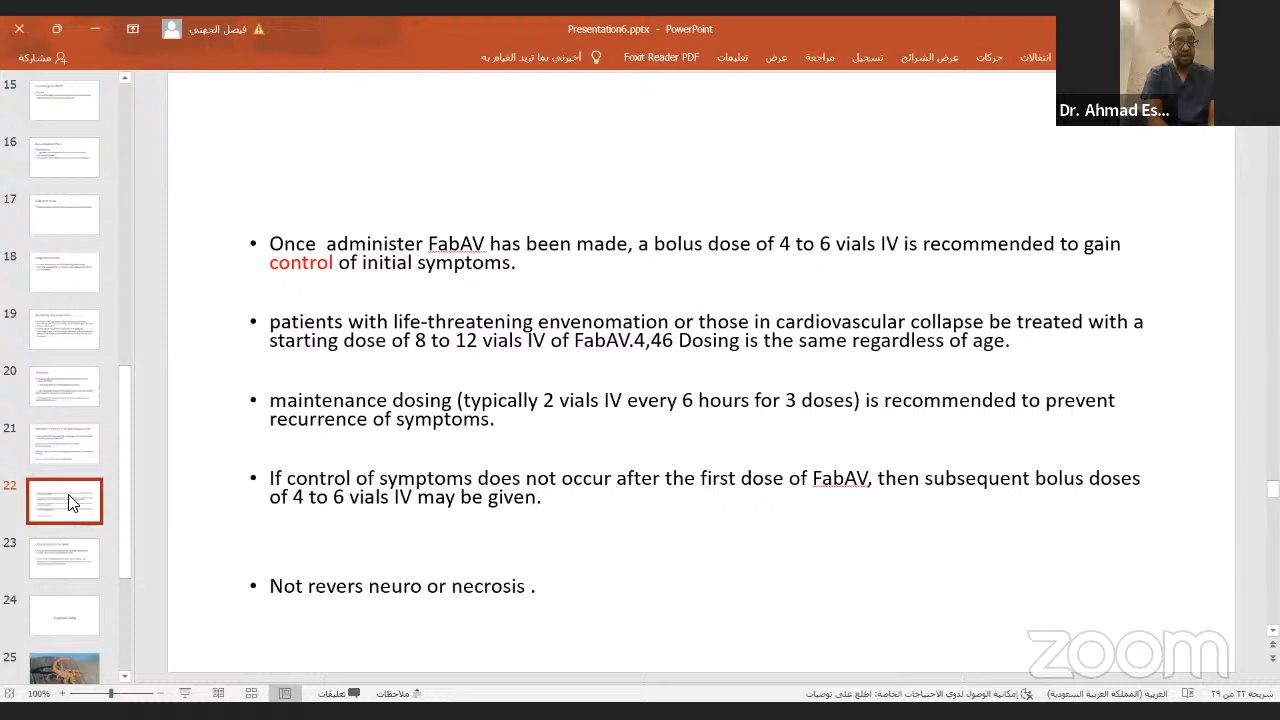 فيصل الجهني
Presentation6.pptx - PowerPoint
مشاركة
أخبرني بما تريد القيام به
Foxit Reader PDF
تعليمات
عرض
مراجعة
تسجيل
عرض الشرائح
حركات
انتقالات
Dr. Ahmad Es...
15
16
17
18
19
20
21
22
23
24
25
• Once administer FabAV has been made, a bolus dose of 4 to 6 vials IV is recommended to gain
control of initial symptoms.
• patients with life-threatening envenomation or those in cardiovascular collapse be treated with a
starting dose of 8 to 12 vials IV of FabAV.4,46 Dosing is the same regardless of age.
• maintenance dosing (typically 2 vials IV every 6 hours for 3 doses) is recommended to prevent
recurrence of symptoms.
• If control of symptoms does not occur after the first dose of FabAV, then subsequent bolus doses
of 4 to 6 vials IV may be given.
• Not revers neuro or necrosis .
zoom
100%
تعليقات
ملاحظات
إمكانية الوصول لذوي الاحتياجات الخاصة: اطلع على توصيات
العربية (المملكة العربية السعودية)
شريحة ٢٢ من ٢٩